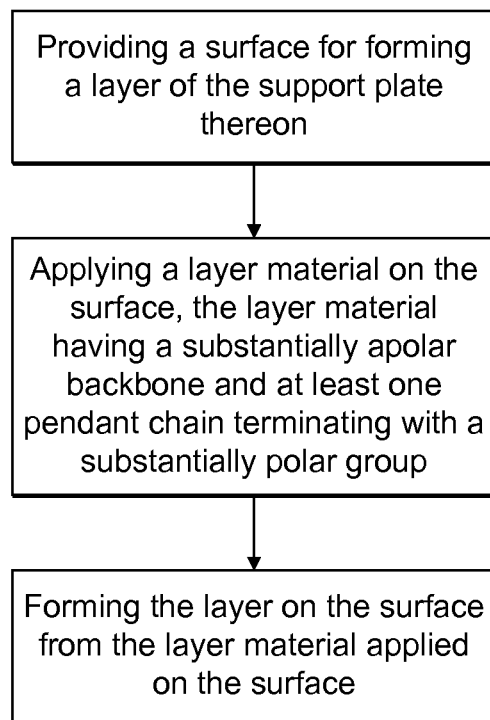 Providing a surface for forming
a layer of the support plate
thereon
Applying a layer material on the
surface, the layer material
having a substantially apolar
backbone and at least one
pendant chain terminating with a
substantially polar group
Forming the layer on the surface
from the layer material applied
on the surface